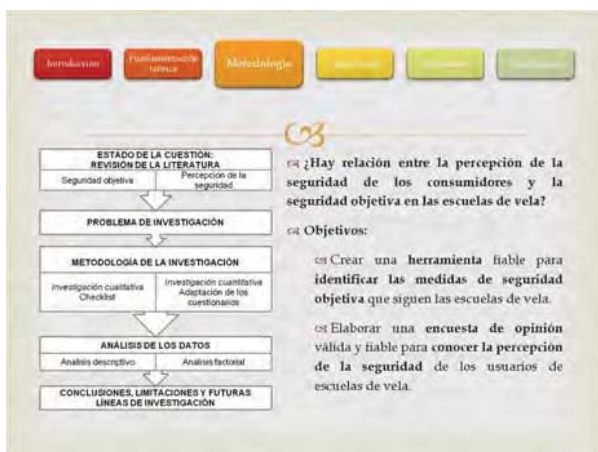 Introducción
Fundamentación
teórica
Metodología
ESTADO DE LA CUESTIÓN:
REVISIÓN DE LA LITERATURA
Seguridad objetiva
Percepción de la
seguridad
PROBLEMA DE INVESTIGACIÓN
METODOLOGÍA DE LA INVESTIGACIÓN
Investigación cualitativa
Checklist
Investigación cuantitativa
Adaptación de los
cuestionarios
ANÁLISIS DE LOS DATOS
Análisis descriptivo
Análisis factorial
CONCLUSIONES, LIMITACIONES Y FUTURAS
LÍNEAS DE INVESTIGACIÓN
¿Hay relación entre la percepción de la
seguridad de los consumidores y la
seguridad objetiva en las escuelas de vela?
Objetivos:
Crear una herramienta fiable para
identificar las medidas de seguridad
objetiva que siguen las escuelas de vela.
Elaborar una encuesta de opinión
válida y fiable para conocer la percepción
de la seguridad de los usuarios de
escuelas de vela.